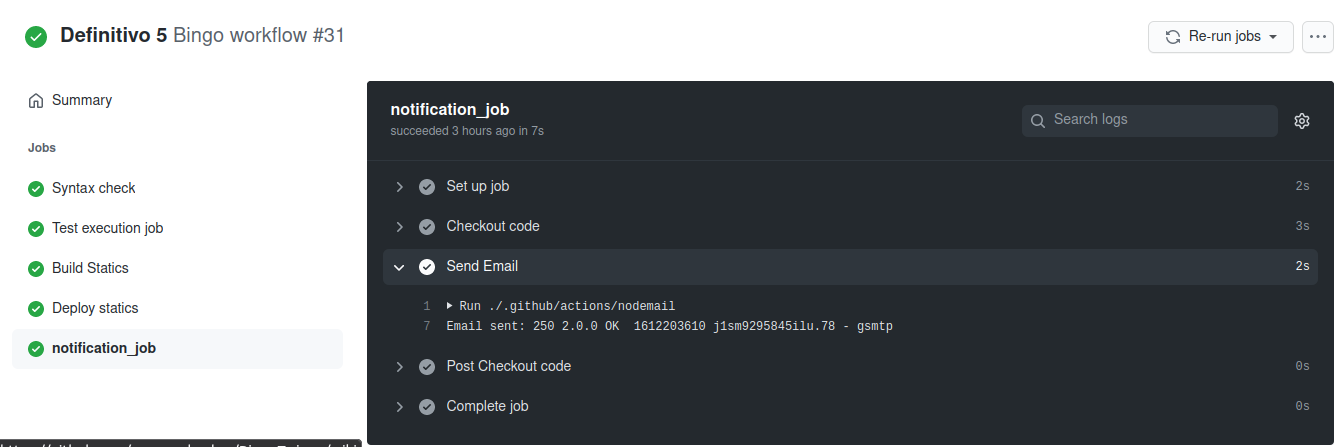 Definitivo 5 Bingo workflow #31
Re-run jobs
Summary
Jobs
Syntax check
Test execution job
Build Statics
Deploy statics
notification_job
notification_job
succeeded 3 hours ago in 7s
Search logs
Set up job 2s
Checkout code 3s
Send Email 2s
1 Run ./.github/actions/nodemail
7 Email sent: 250 2.0.0 OK 1612203610 j1sm9295845ilu.78 - gsmtp
Post Checkout code 0s
Complete job 0s